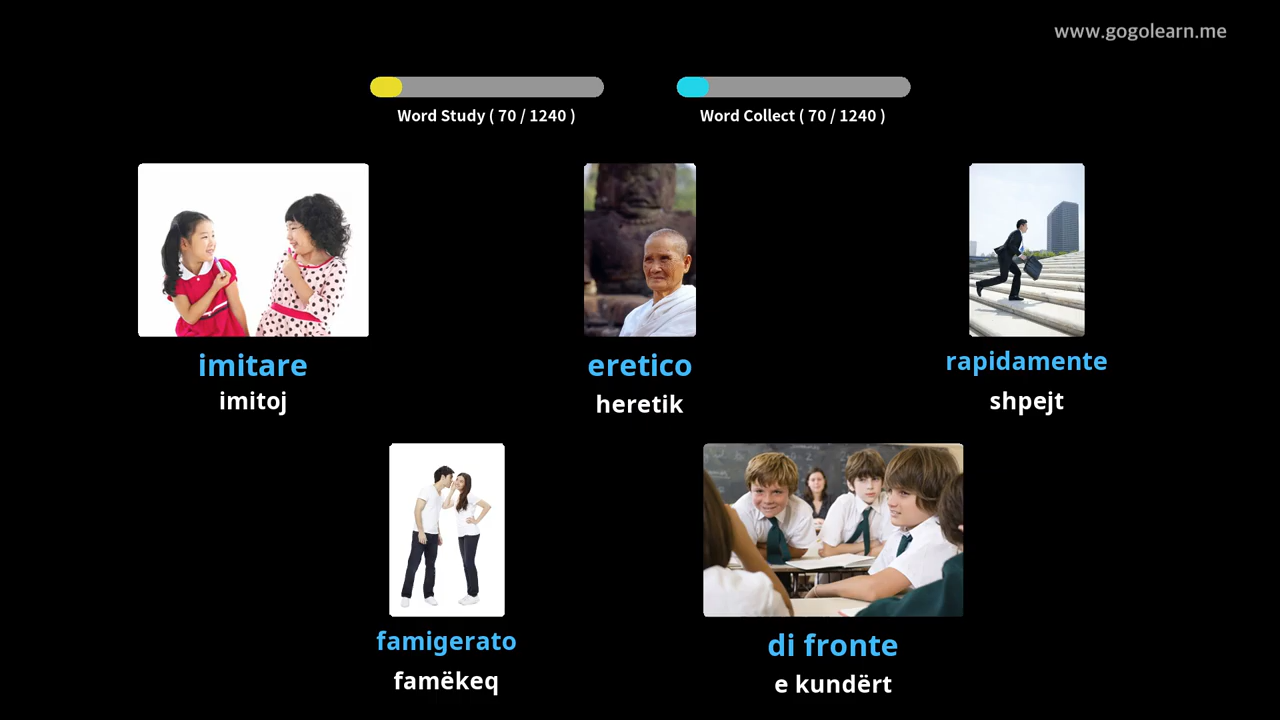 www.gogolearn.me
Word Study ( 70 / 1240 )
Word Collect ( 70 / 1240 )
imitare
imitoj
eretico
heretik
rapidamente
shpejt
famigerato
famëkeq
di fronte
e kundërt